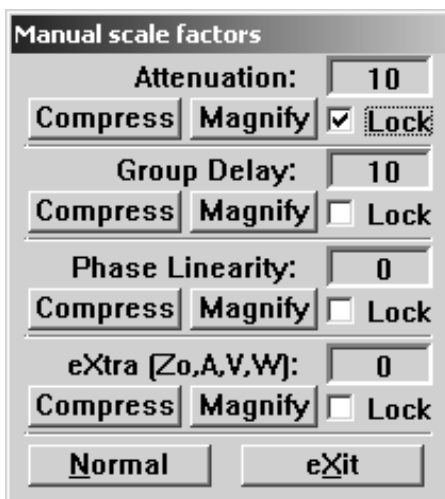 Manual scale factors
Attenuation: 10
Compress Magnify Lock
Group Delay: 10
Compress Magnify Lock
Phase Linearity: 0
Compress Magnify Lock
eXtra (Zo,A,V,W): 0
Compress Magnify Lock
Normal eXit